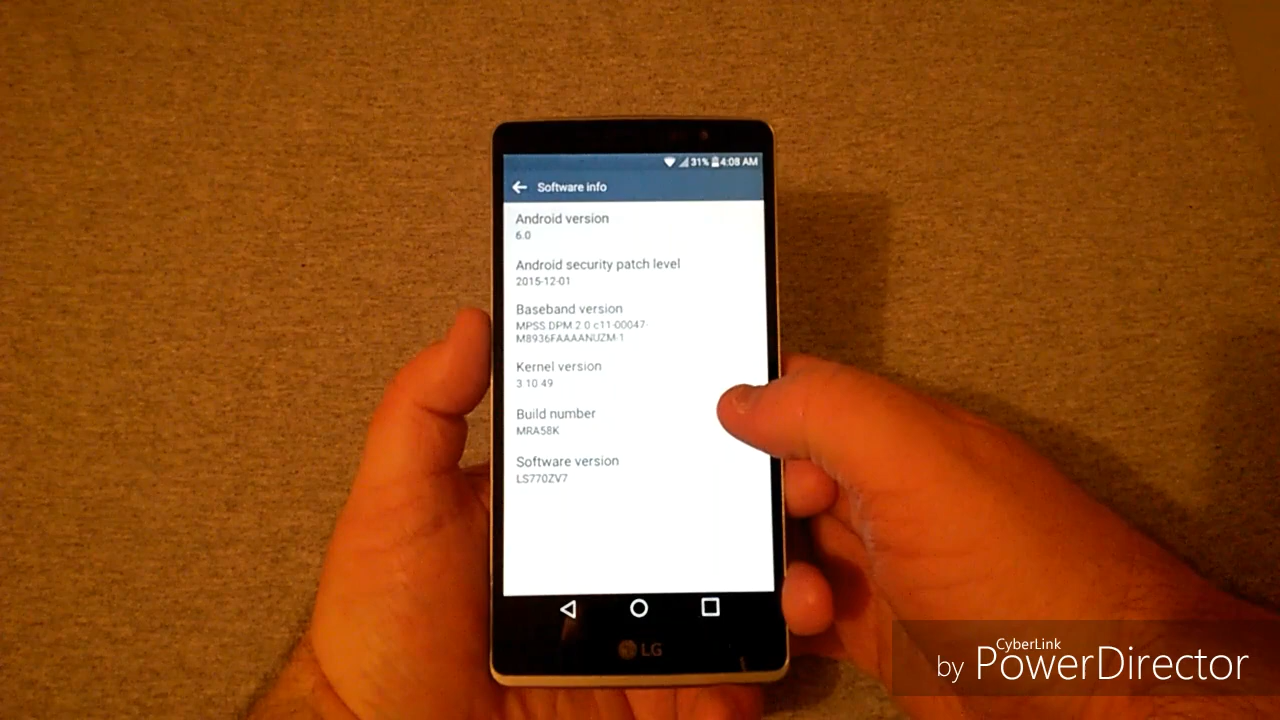 31% 4:08 AM
Software info
Android version
6.0
Android security patch level
2015-12-01
Baseband version
MPSS.DPM.2.0.c11-00047-
M8936FAAAANUZM-1
Kernel version
3.10.49
Build number
MRA58K
Software version
LS770ZV7
LG
CyberLink
by PowerDirector